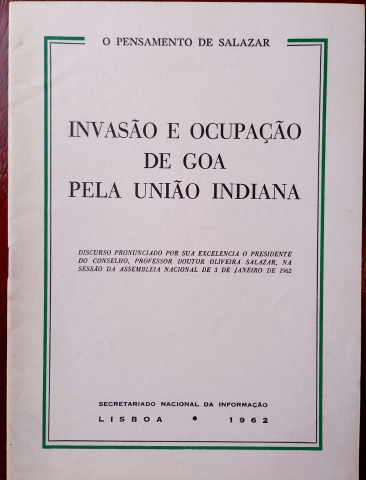 O PENSAMENTO DE SALAZAR
INVASÃO E OCUPAÇÃO
DE GOA
PELA UNIÃO INDIANA
DISCURSO PRONUNCIADO POR SUA EXCELENCIA O PRESIDENTE
DO CONSELHO, PROFESSOR DOUTOR OLIVEIRA SALAZAR, NA
SESSÃO DA ASSEMBLEIA NACIONAL DE 3 DE JANEIRO DE 1962
SECRETARIADO NACIONAL DA INFORMAÇÃO
LISBOA • 1962